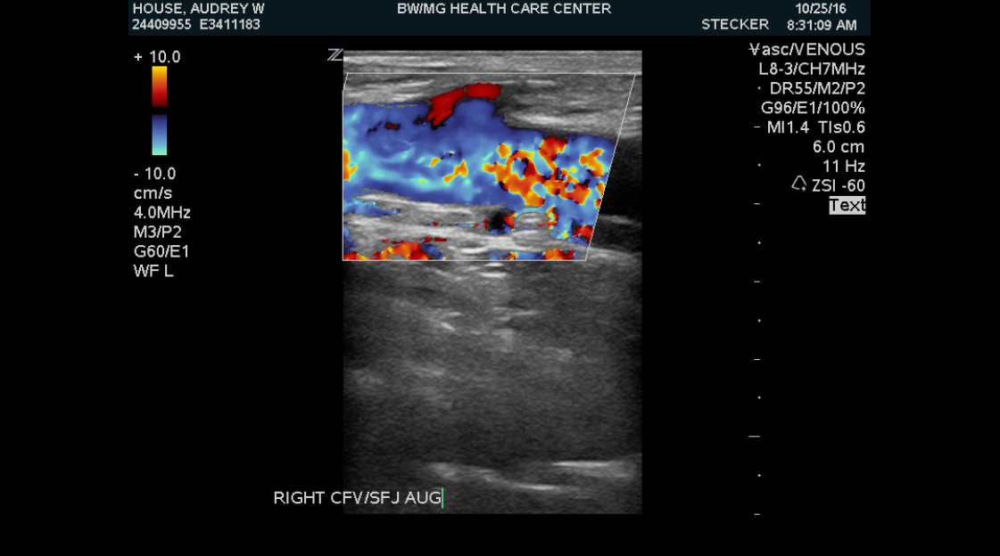 HOUSE, AUDREY W
24409955 E3411183
BW/MG HEALTH CARE CENTER
10/25/16
STECKER 8:31:09 AM
+ 10.0
- 10.0
cm/s
4.0MHz
M3/P2
G60/E1
WF L
Z
Vasc/VENOUS
L8-3/CH7MHz
DR55/M2/P2
G96/E1/100%
MI1.4 TIs0.6
6.0 cm
11 Hz
ZSI -60
Text
RIGHT CFV/SFJ AUG